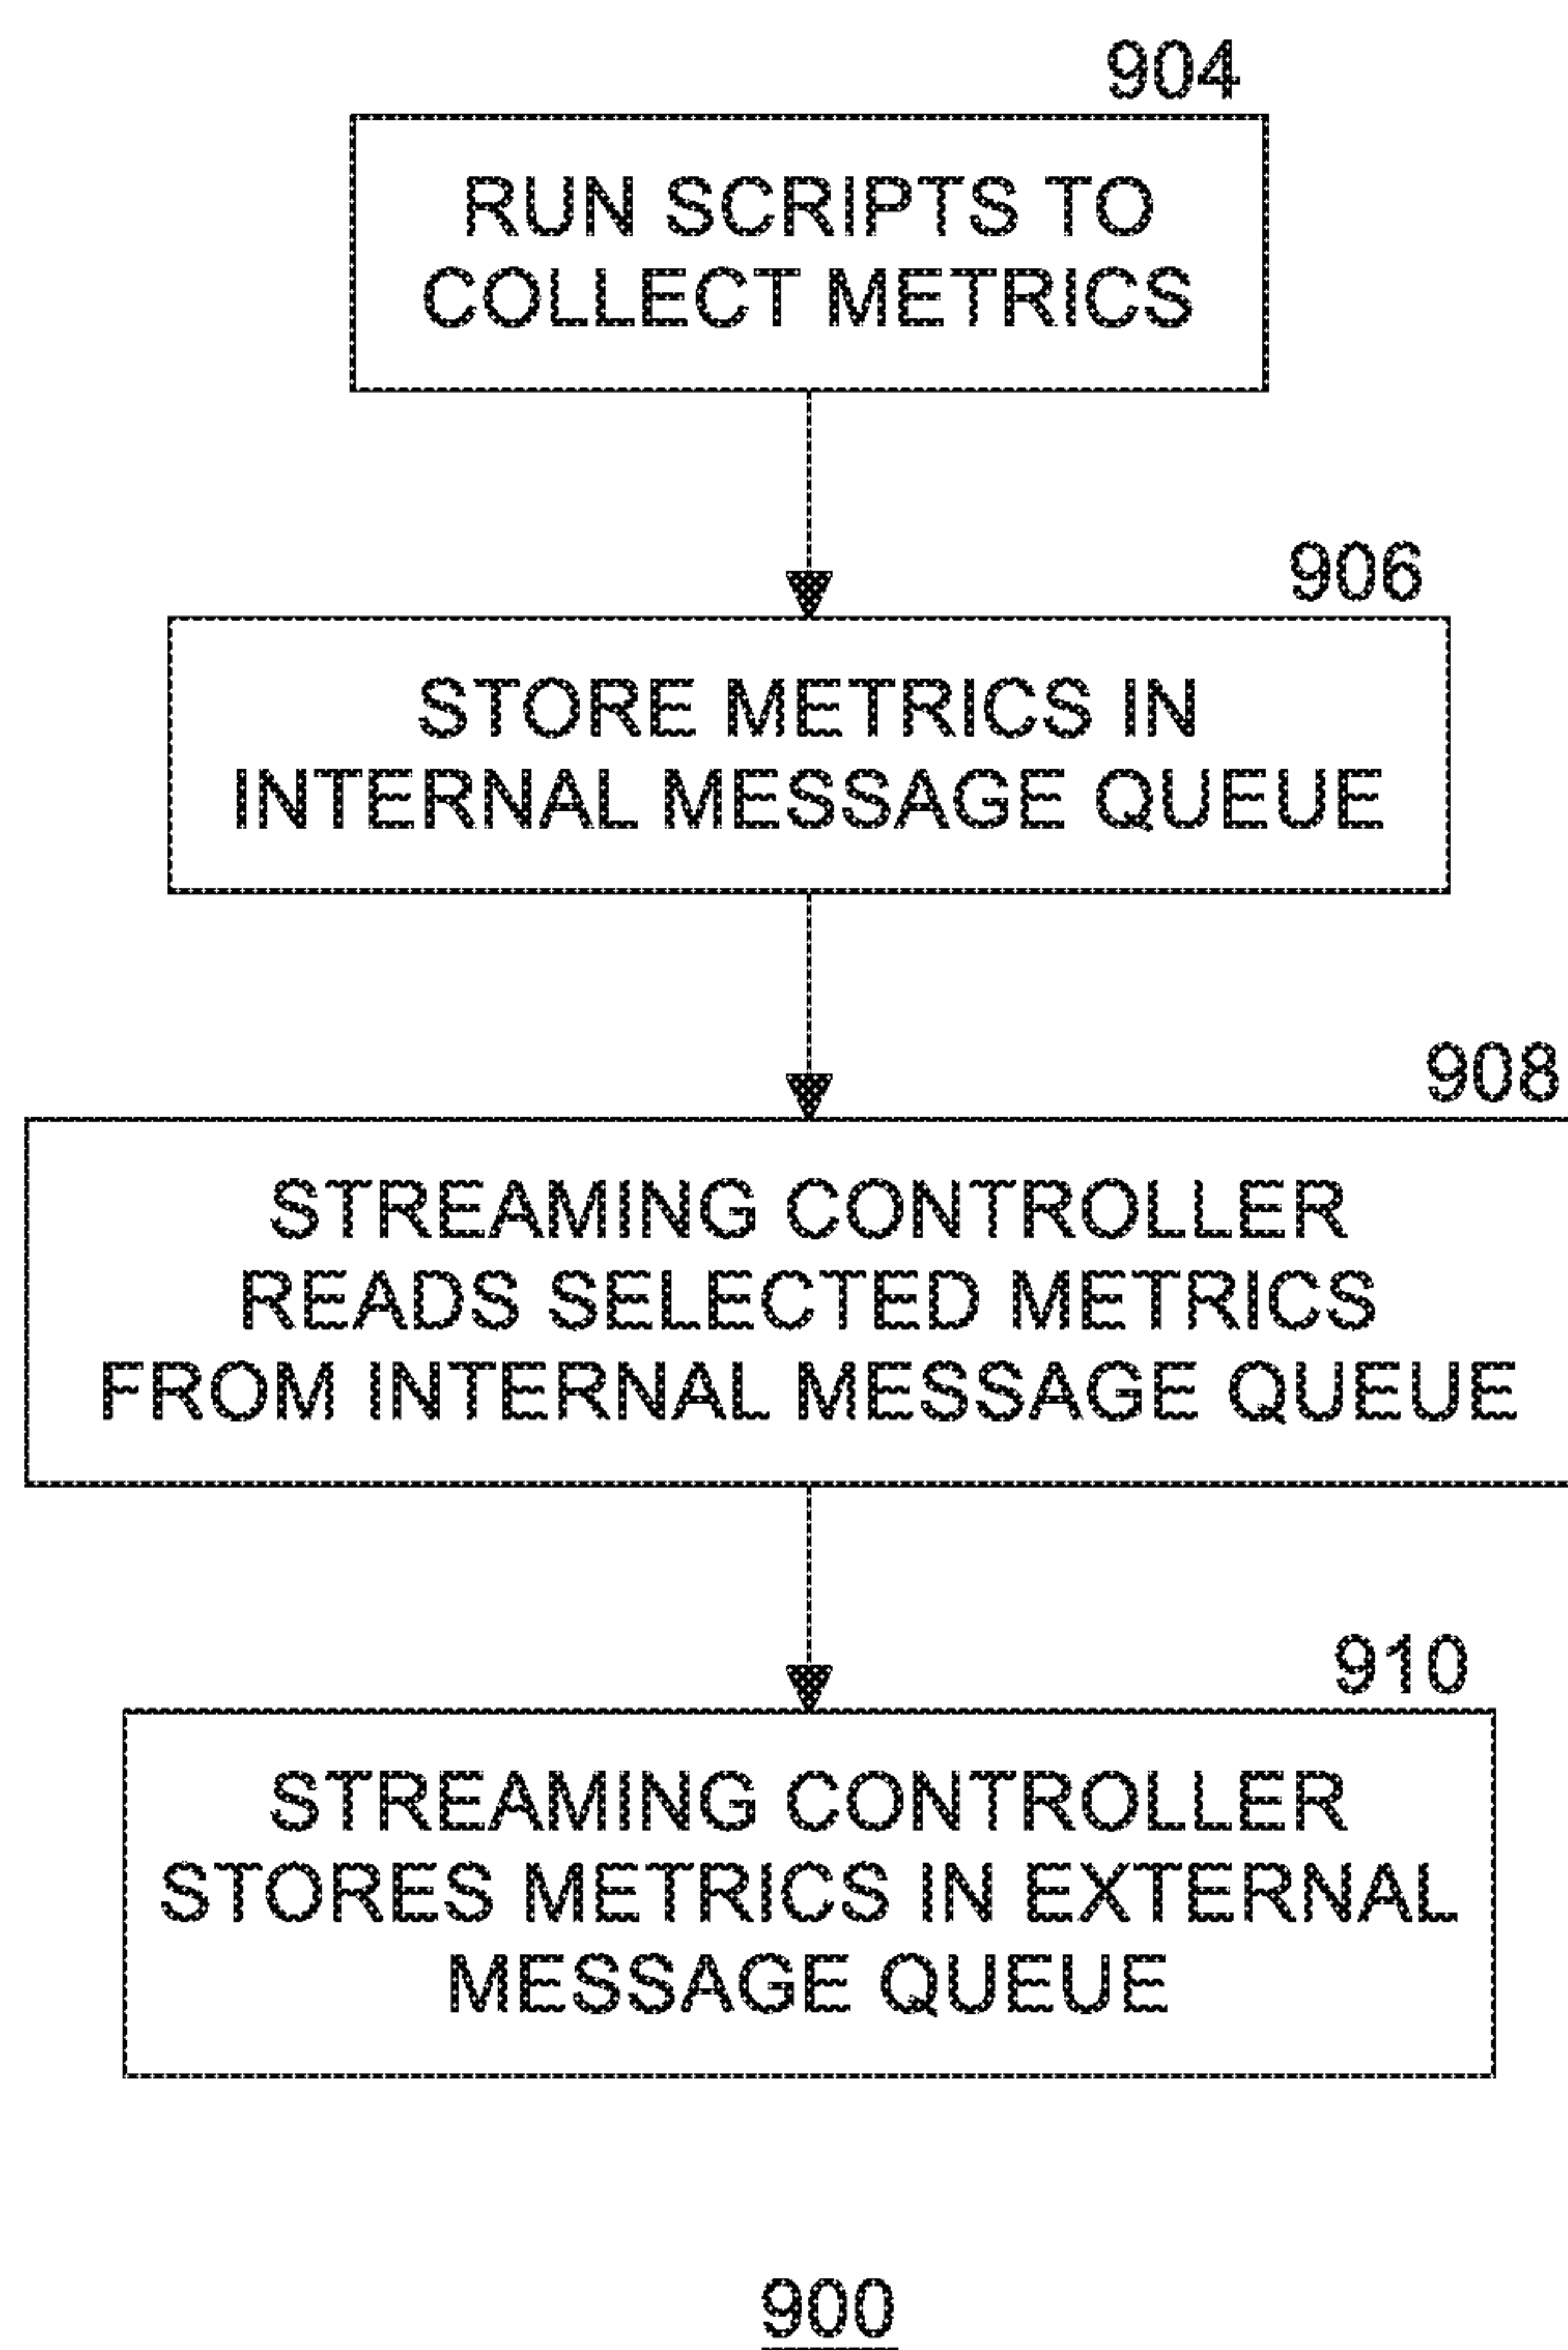 904
RUN SCRIPTS TO
COLLECT METRICS
906
STORE METRICS IN
INTERNAL MESSAGE QUEUE
908
STREAMING CONTROLLER
READS SELECTED METRICS
FROM INTERNAL MESSAGE QUEUE
910
STREAMING CONTROLLER
STORES METRICS IN EXTERNAL
MESSAGE QUEUE
900